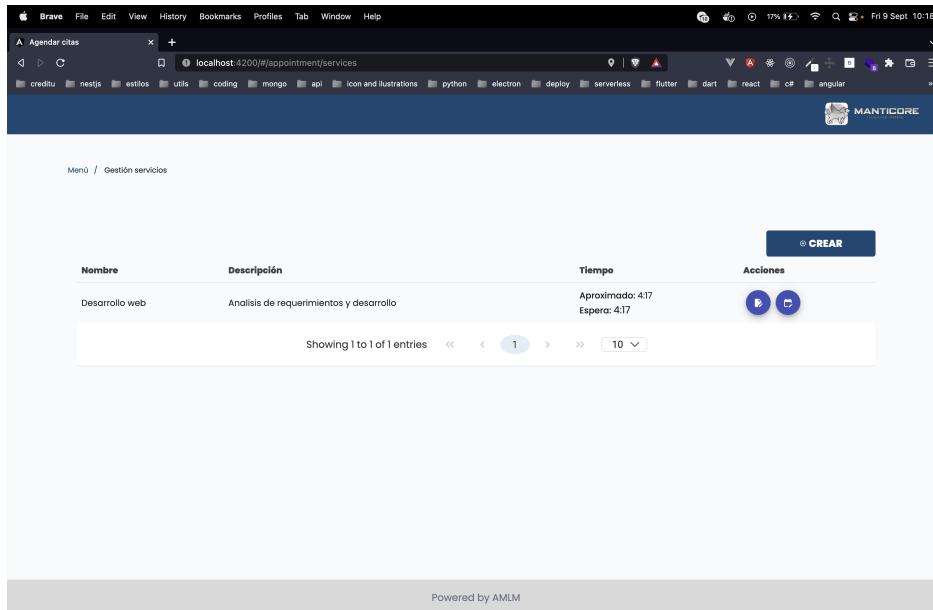 Brave File Edit View History Bookmarks Profiles Tab Window Help 17% Fri 9 Sept 10:18
Agendar citas
localhost:4200/#/appointment/services
creditu nestjs estilos utils coding mongo api icon and ilustrations python electron deploy serverless flutter dart react c# angular
MANTICORE
Menú / Gestión servicios
CREAR
Nombre Descripción Tiempo Acciones
Desarrollo web Analisis de requerimientos y desarrollo Aproximado: 4:17
Espera: 4:17
Showing 1 to 1 of 1 entries << < 1 > >> 10
Powered by AMLM